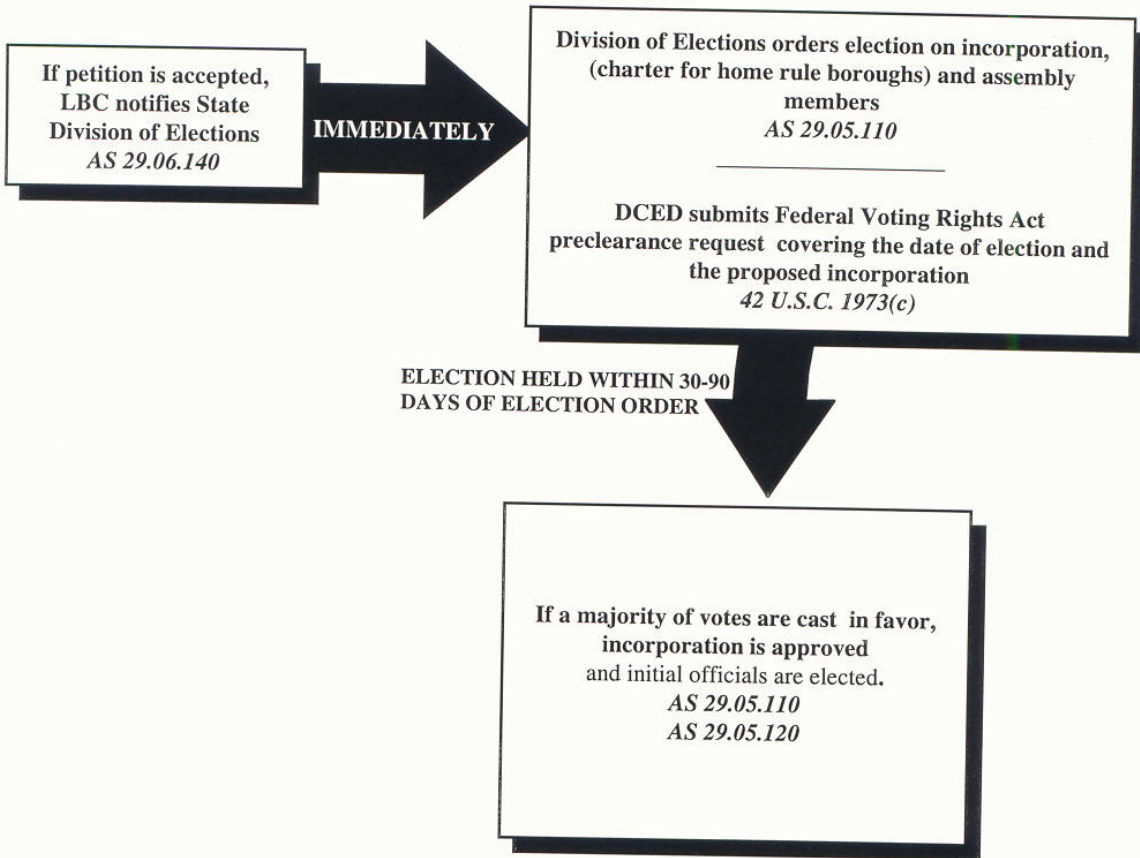 If petition is accepted,
LBC notifies State
Division of Elections
AS 29.06.140
IMMEDIATELY
Division of Elections orders election on incorporation,
(charter for home rule boroughs) and assembly
members
AS 29.05.110
DCED submits Federal Voting Rights Act
preclearance request covering the date of election and
the proposed incorporation
42 U.S.C. 1973(c)
ELECTION HELD WITHIN 30-90
DAYS OF ELECTION ORDER
If a majority of votes are cast in favor,
incorporation is approved
and initial officials are elected.
AS 29.05.110
AS 29.05.120